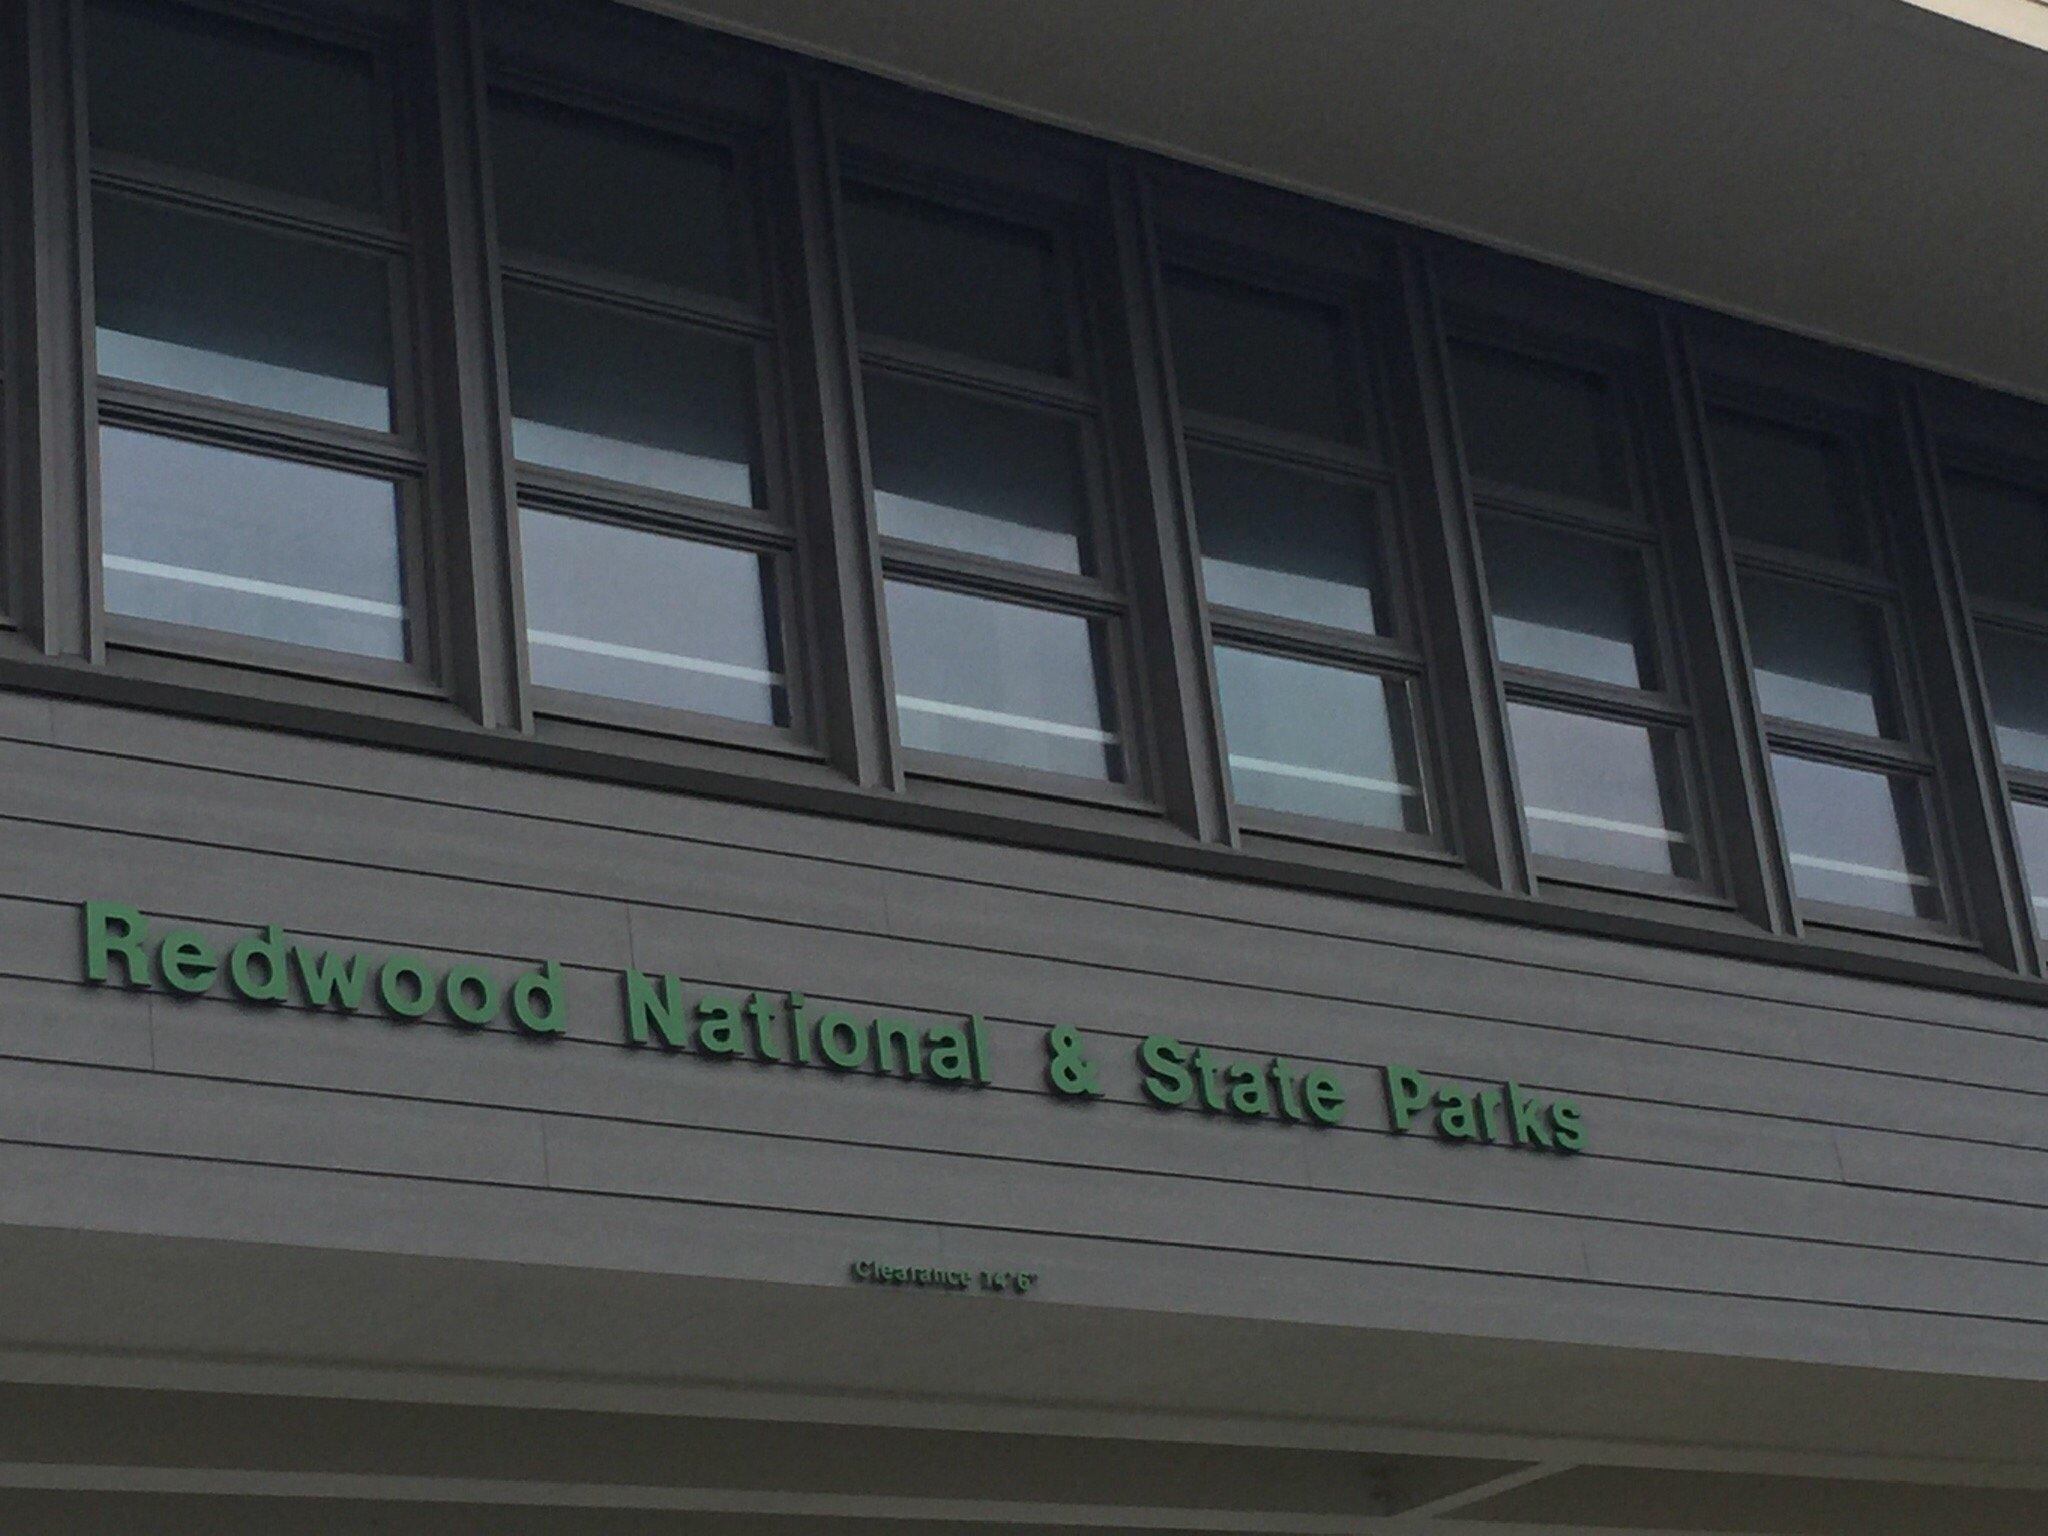 Redwood National & State Parks
Clearance 14' 6"